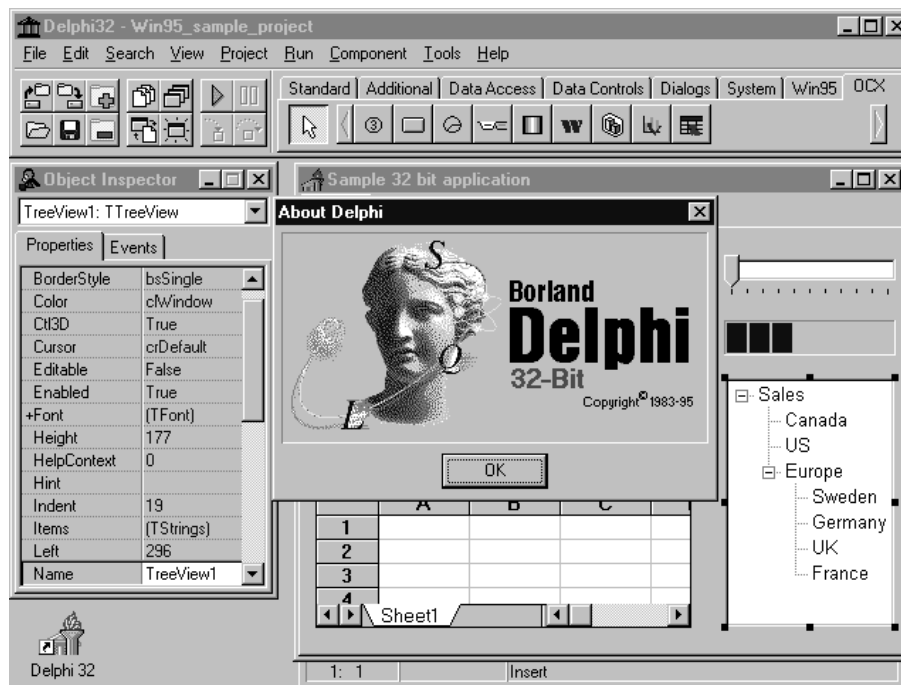 Delphi32 - Win95_sample_project
File Edit Search View Project Run Component Tools Help
Standard Additional Data Access Data Controls Dialogs System Win95 OCX
Object Inspector
TreeView1: TTreeView
Properties Events
BorderStyle bsSingle
Color clWindow
Ctl3D True
Cursor crDefault
Editable False
Enabled True
+Font (TFont)
Height 177
HelpContext 0
Hint
Indent 19
Items (TStrings)
Left 296
Name TreeView1
Delphi 32
Sample 32 bit application
About Delphi
S
Q
L
Borland
Delphi
32-Bit
Copyright© 1983-95
OK
A B C
1
2
3
4
Sheet1
Sales
Canada
US
Europe
Sweden
Germany
UK
France
1: 1 Insert